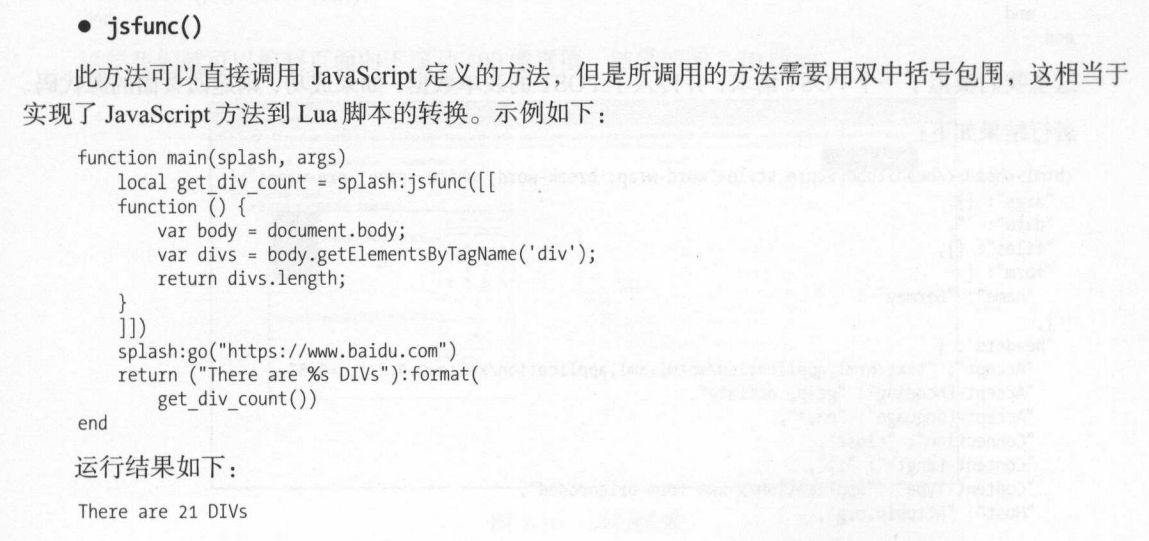 ● jsfunc()
此方法可以直接调用 JavaScript 定义的方法，但是所调用的方法需要用双中括号包围，这相当于
实现了 JavaScript 方法到 Lua 脚本的转换。示例如下：
function main(splash, args)
    local get_div_count = splash:jsfunc([[
    function () {
        var body = document.body;
        var divs = body.getElementsByTagName('div');
        return divs.length;
    }
    ]])
    splash:go("https://www.baidu.com")
    return ("There are %s DIVs"):format(
        get_div_count())
end
运行结果如下：
There are 21 DIVs